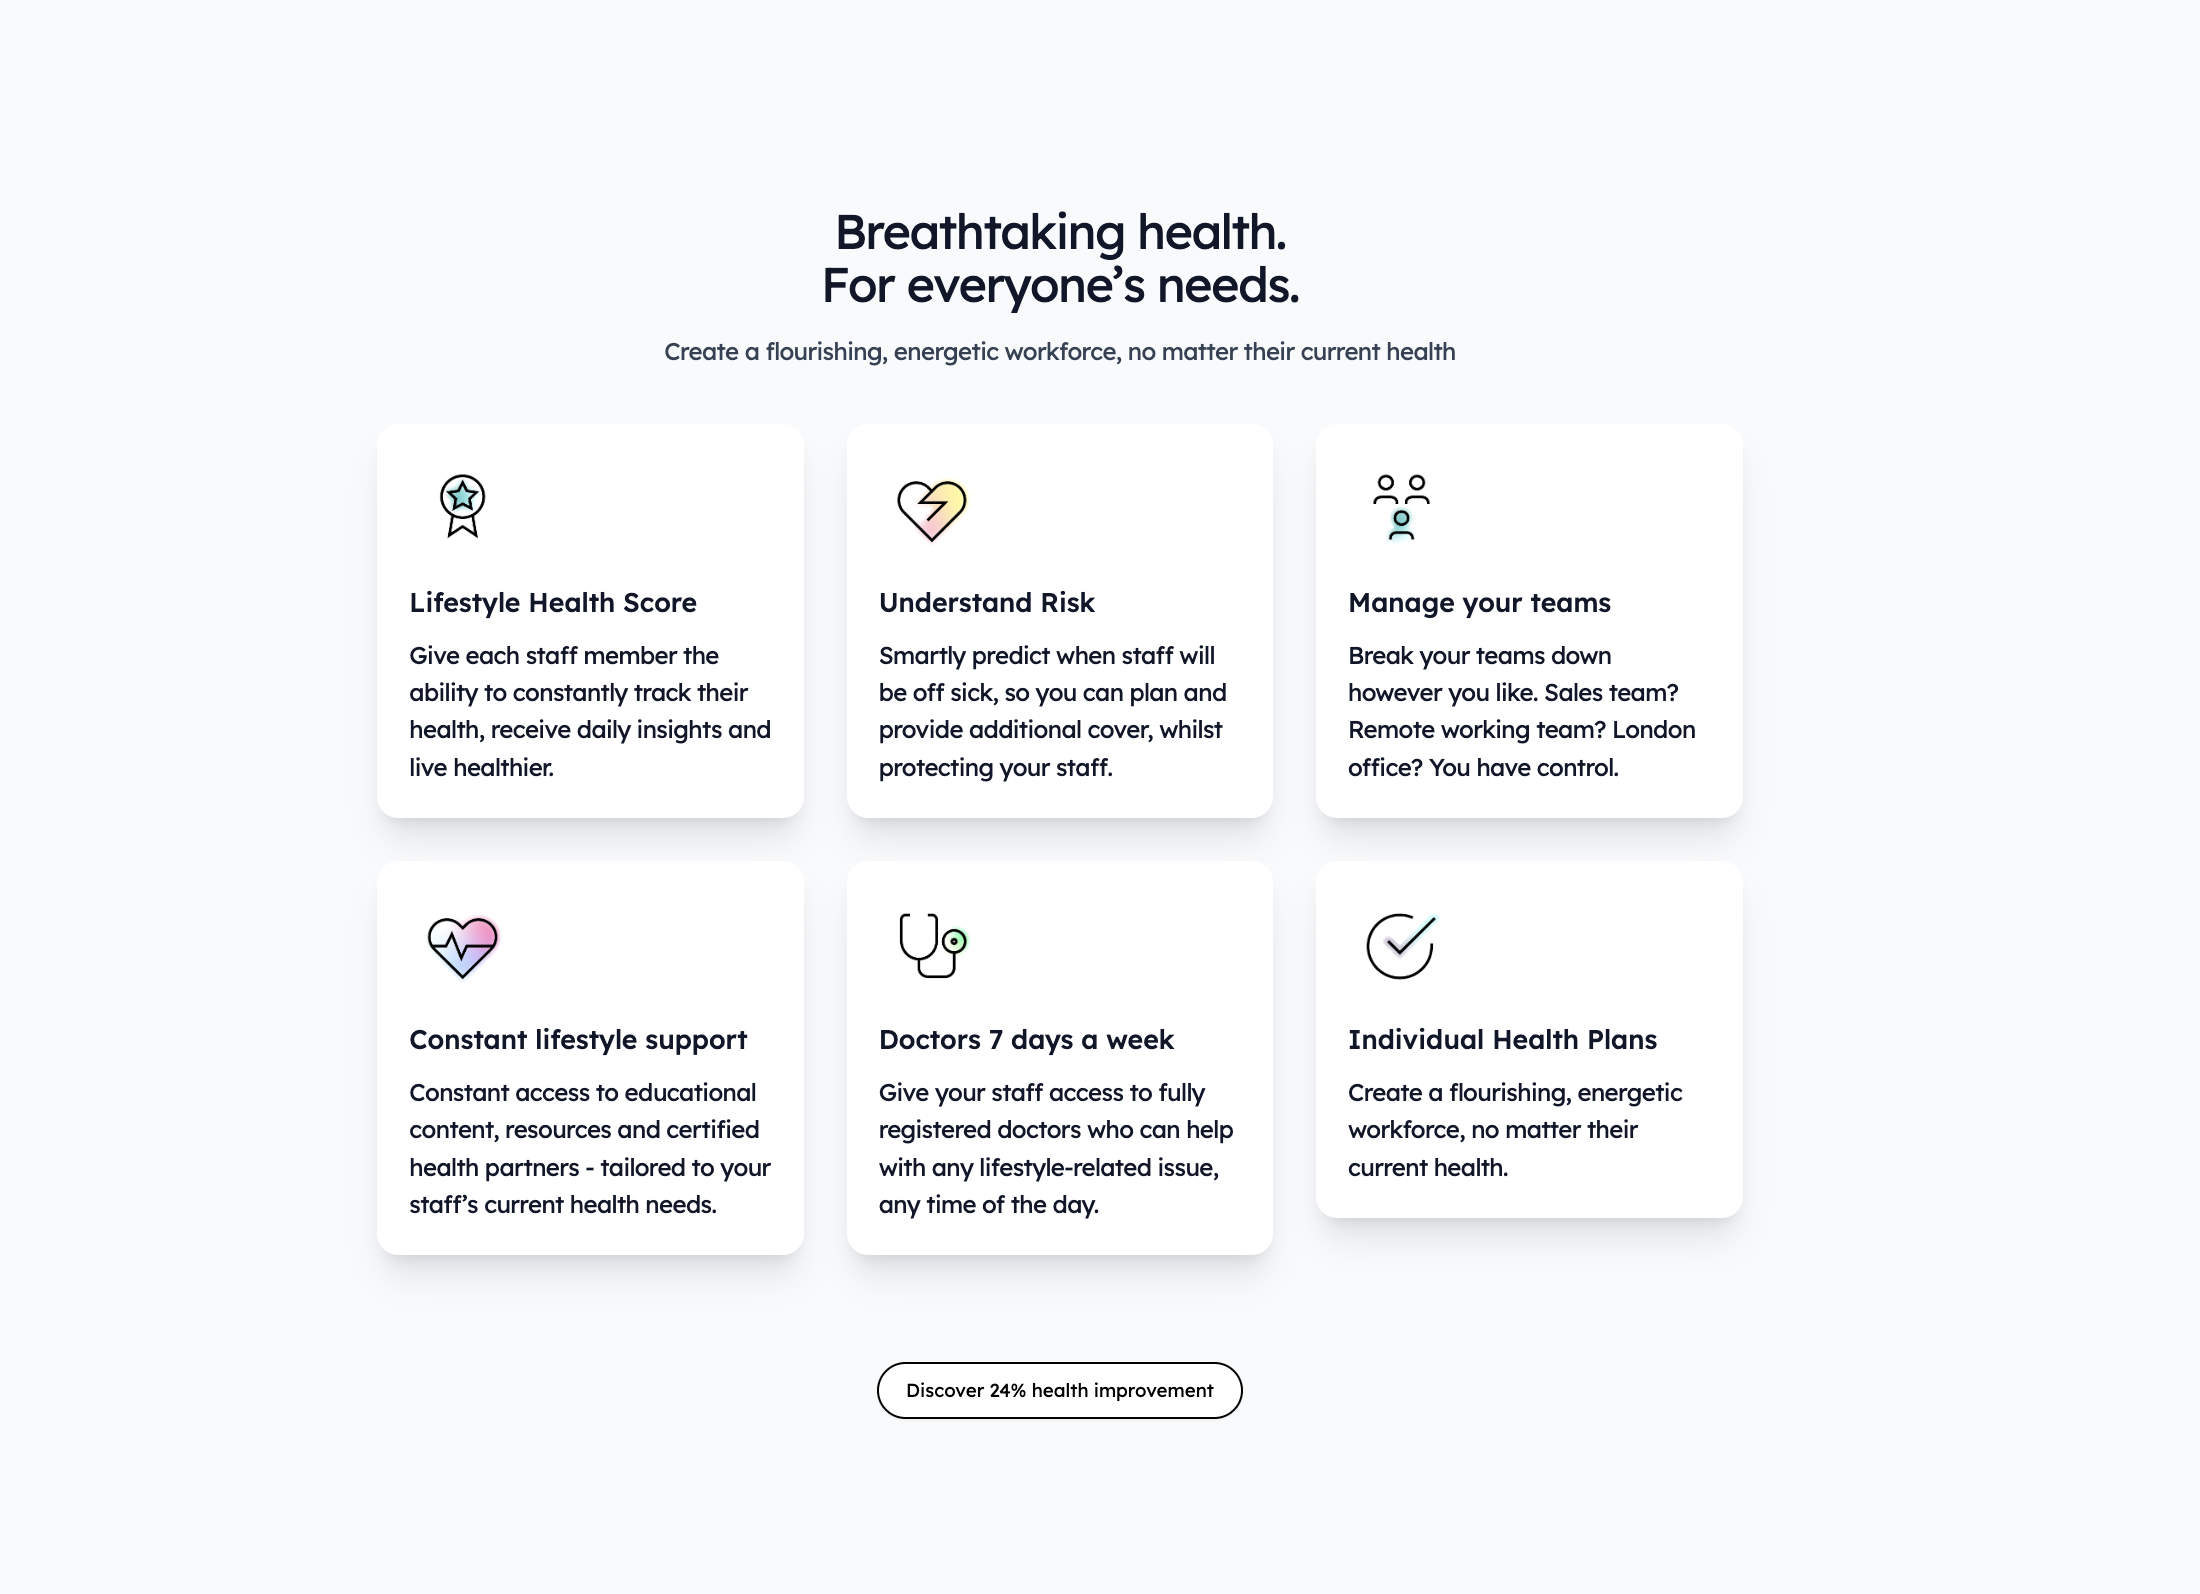 Breathtaking health.
For everyone’s needs.
Create a flourishing, energetic workforce, no matter their current health
Lifestyle Health Score
Give each staff member the
ability to constantly track their
health, receive daily insights and
live healthier.
Understand Risk
Smartly predict when staff will
be off sick, so you can plan and
provide additional cover, whilst
protecting your staff.
Manage your teams
Break your teams down
however you like. Sales team?
Remote working team? London
office? You have control.
Constant lifestyle support
Constant access to educational
content, resources and certified
health partners - tailored to your
staff’s current health needs.
Doctors 7 days a week
Give your staff access to fully
registered doctors who can help
with any lifestyle-related issue,
any time of the day.
Individual Health Plans
Create a flourishing, energetic
workforce, no matter their
current health.
Discover 24% health improvement